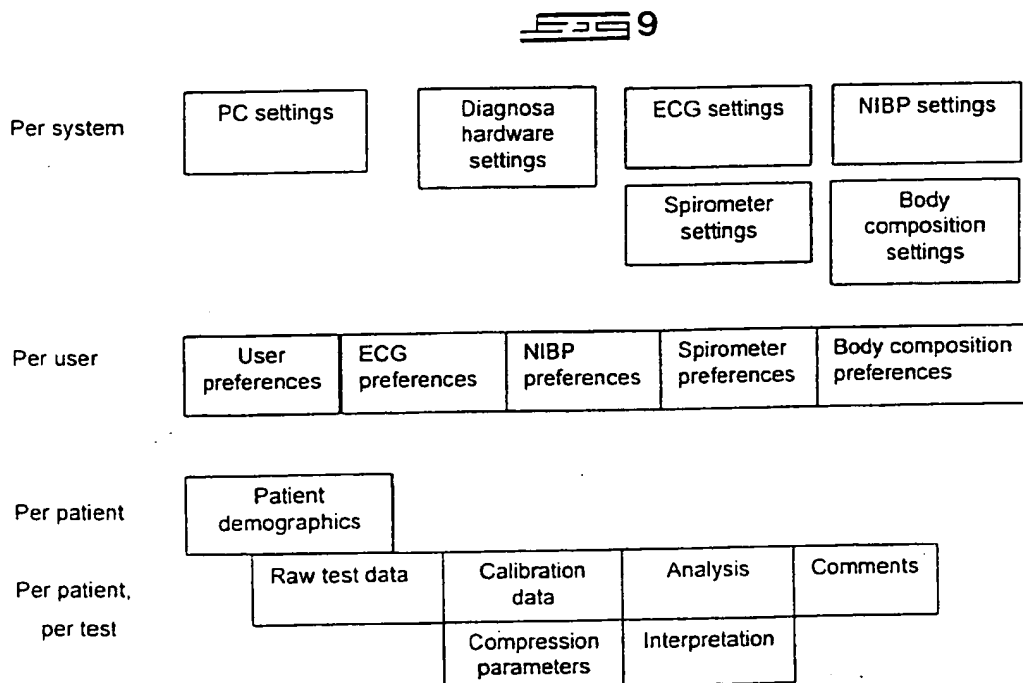 FIG 9
Per system
PC settings
Diagnosa
hardware
settings
ECG settings
NIBP settings
Spirometer
settings
Body
composition
settings
Per user
User
preferences
ECG
preferences
NIBP
preferences
Spirometer
preferences
Body composition
preferences
Per patient
Patient
demographics
Per patient,
per test
Raw test data
Calibration
data
Analysis
Comments
Compression
parameters
Interpretation